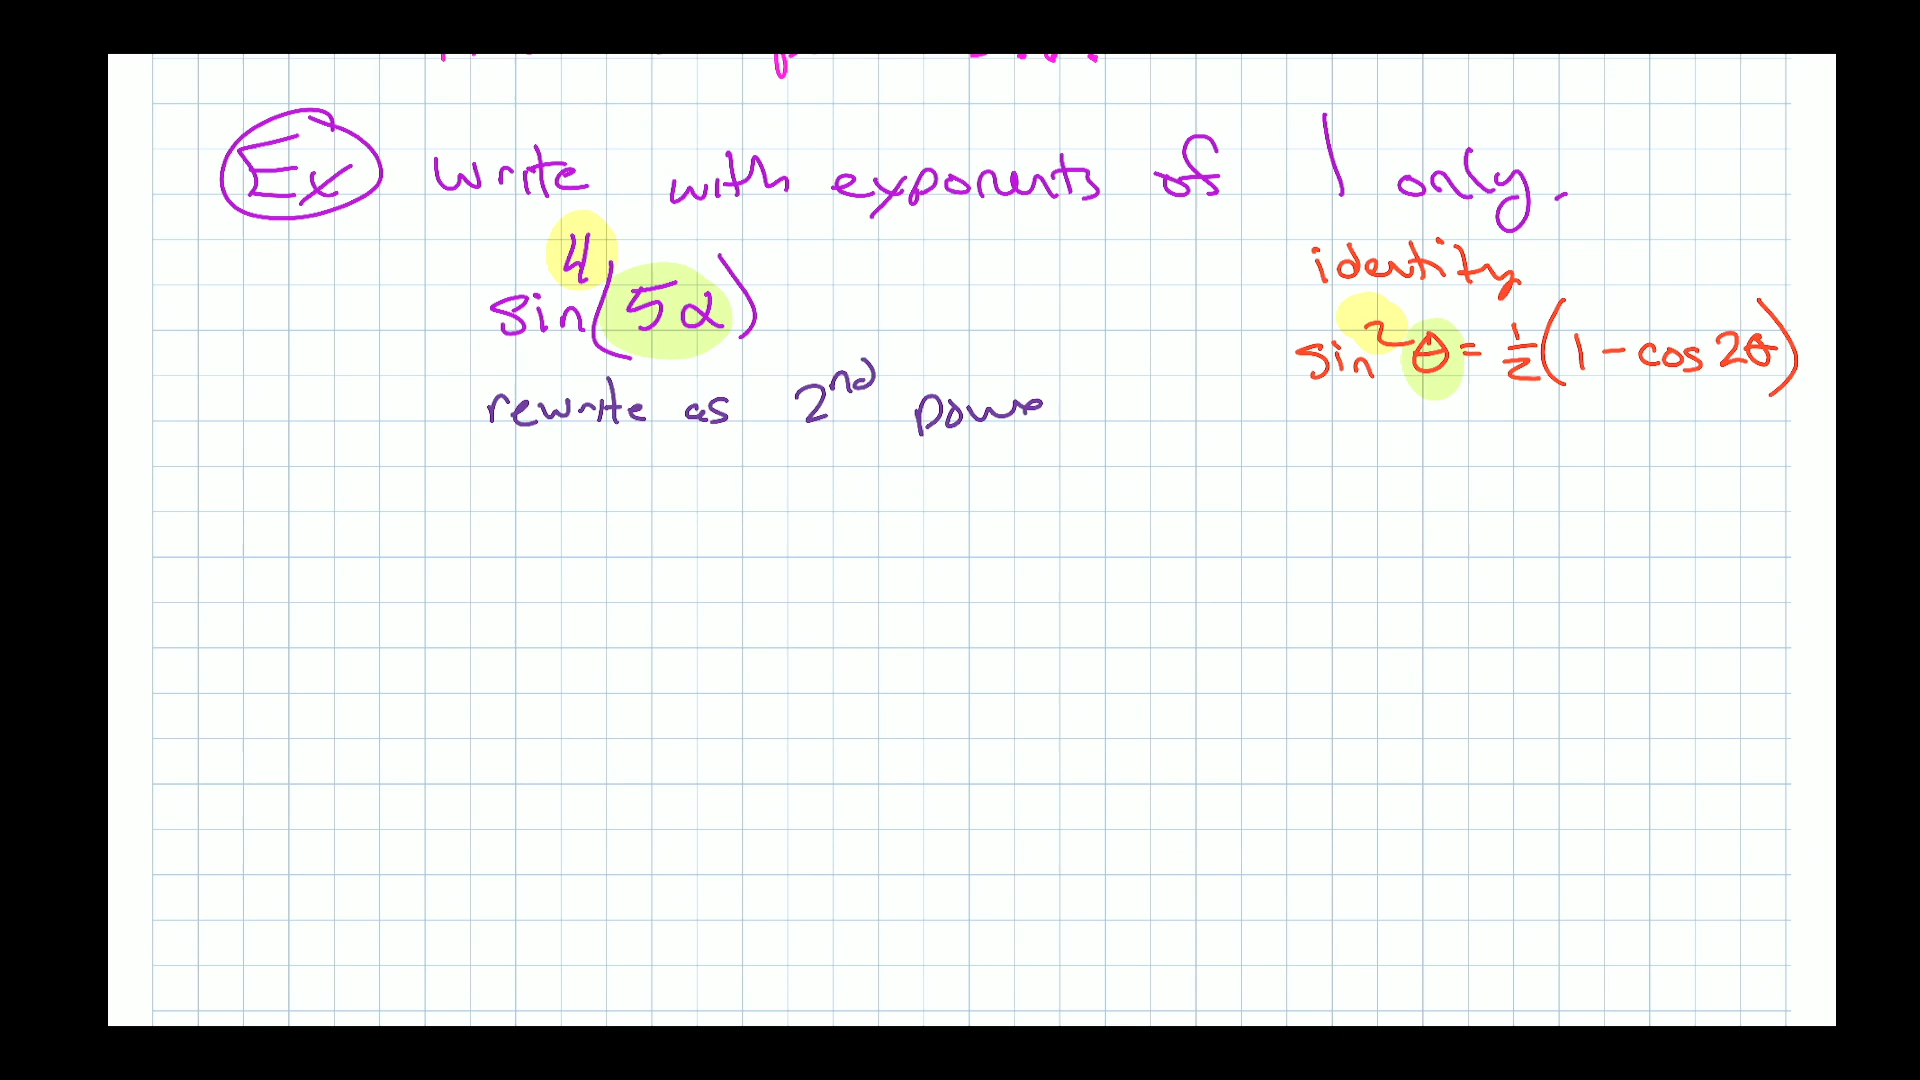 Ex write with exponents of 1 only.
sin⁴(5α)
identity
sin²θ = ½(1 - cos 2θ)
rewrite as 2nd